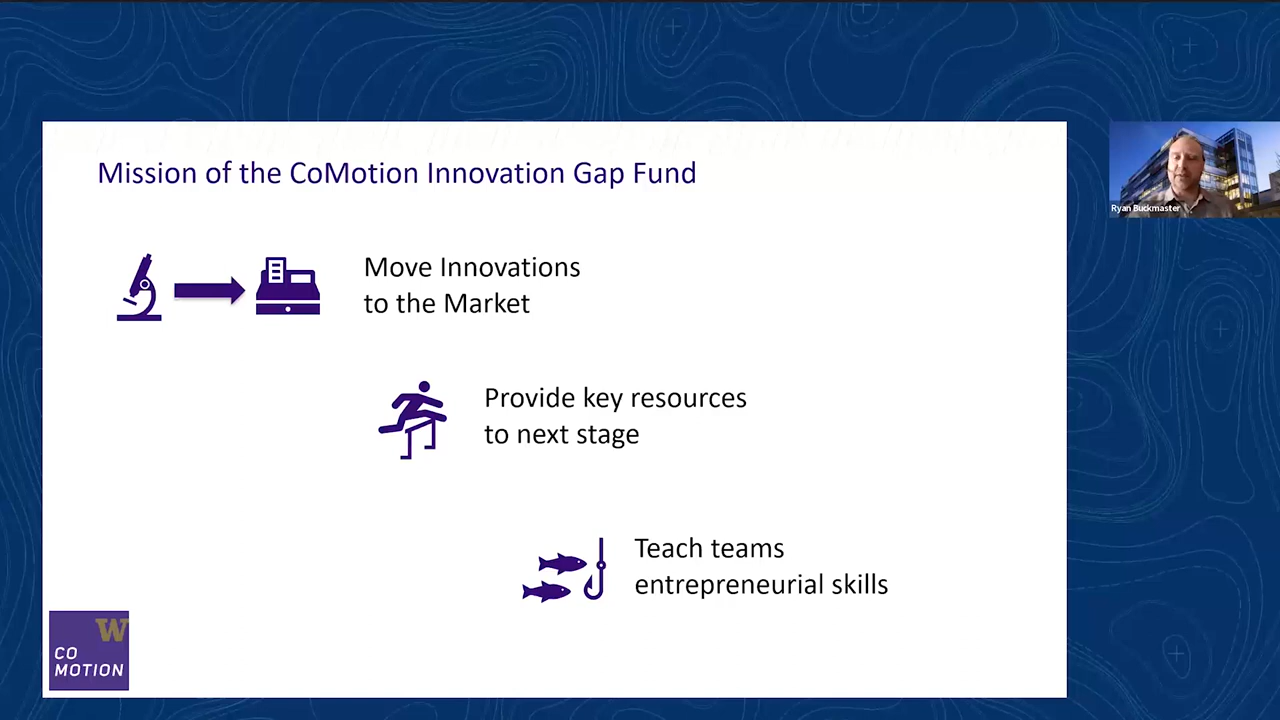 Mission of the CoMotion Innovation Gap Fund
Ryan Buckmaster
Move Innovations
to the Market
Provide key resources
to next stage
Teach teams
entrepreneurial skills
W
CO
MOTION